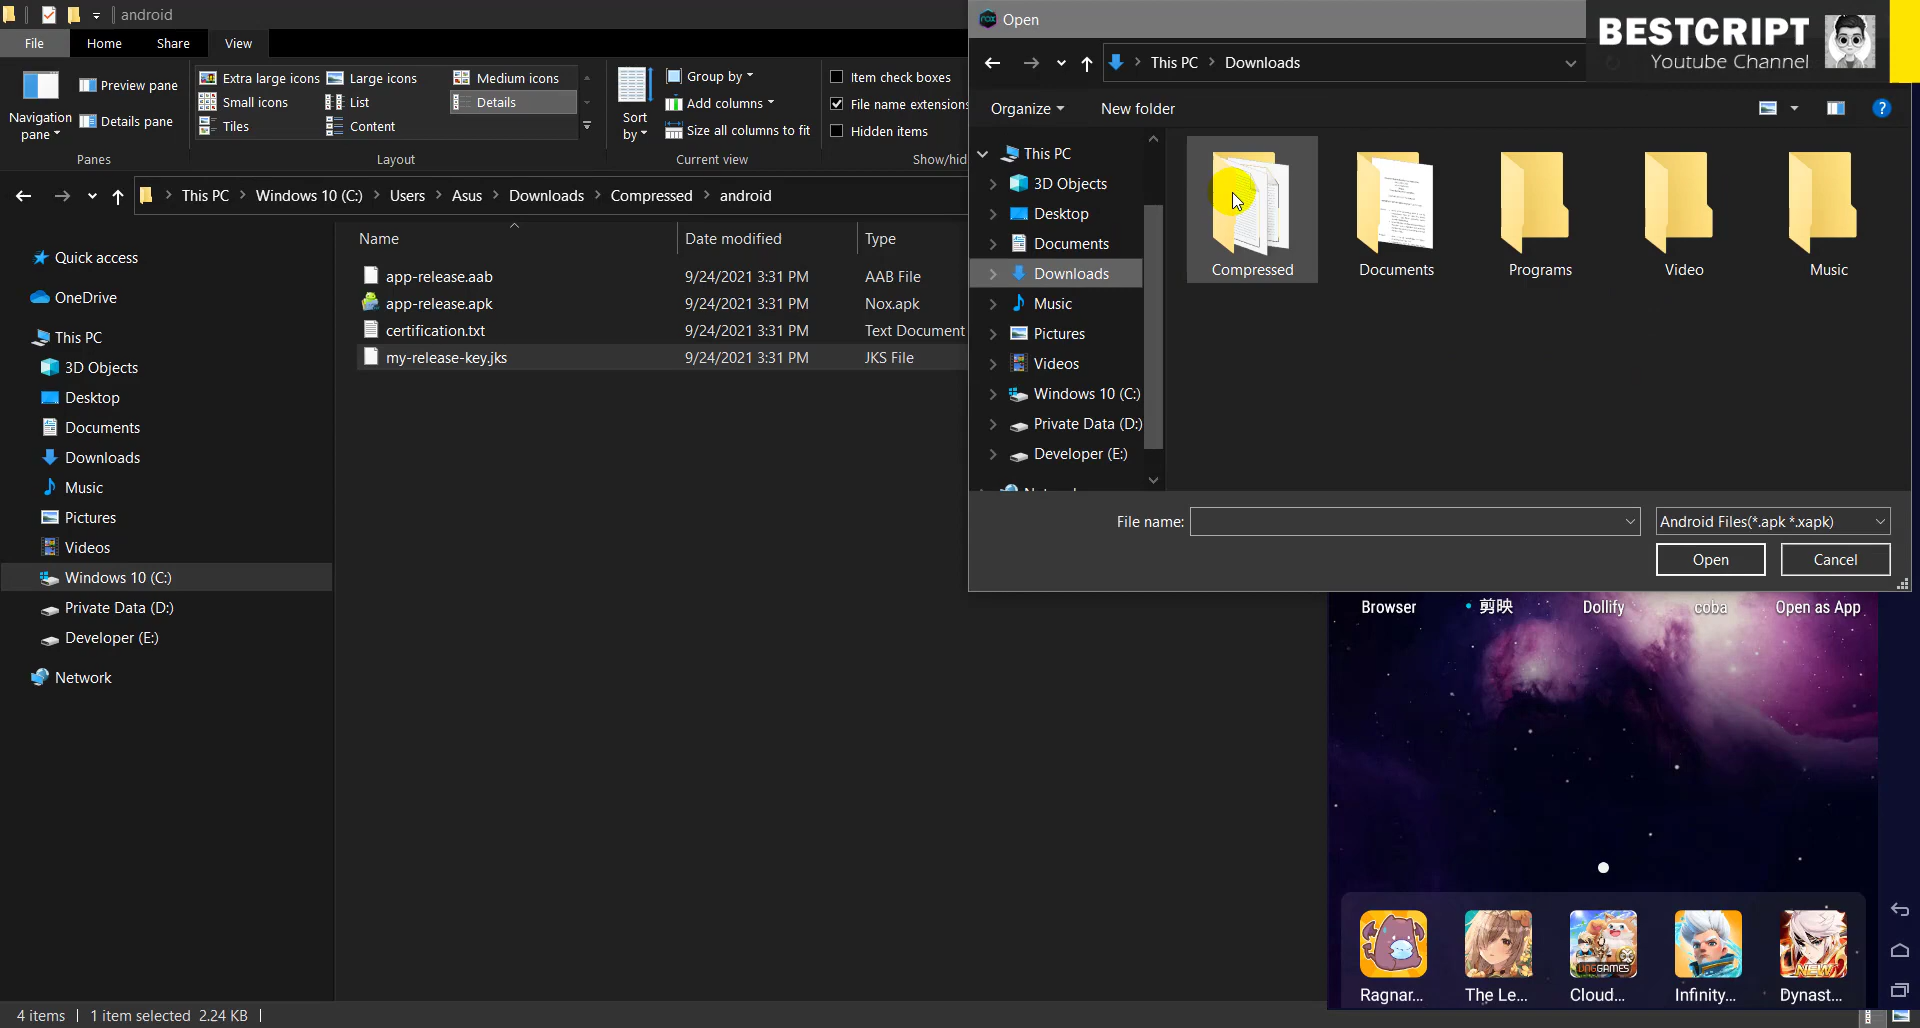 android
File
Home
Share
View
Navigation pane
Preview pane
Details pane
Panes
Extra large icons
Large icons
Medium icons
Small icons
List
Details
Tiles
Content
Layout
Sort by
Group by
Add columns
Size all columns to fit
Current view
Item check boxes
File name extensions
Hidden items
Show/hid
This PC
Windows 10 (C:)
Users
Asus
Downloads
Compressed
android
Quick access
OneDrive
This PC
3D Objects
Desktop
Documents
Downloads
Music
Pictures
Videos
Windows 10 (C:)
Private Data (D:)
Developer (E:)
Network
Name
Date modified
Type
app-release.aab
9/24/2021 3:31 PM
AAB File
app-release.apk
9/24/2021 3:31 PM
Nox.apk
certification.txt
9/24/2021 3:31 PM
Text Document
my-release-key.jks
9/24/2021 3:31 PM
JKS File
4 items
1 item selected 2.24 KB
nox
Open
BESTCRIPT
Youtube Channel
This PC
Downloads
Organize
New folder
?
This PC
3D Objects
Desktop
Documents
Downloads
Music
Pictures
Videos
Windows 10 (C:)
Private Data (D:)
Developer (E:)
Compressed
Documents
Programs
Video
Music
File name:
Android Files(*.apk *.xapk)
Open
Cancel
Browser
剪映
Dollify
coba
Open as App
VNGGAMES
NEW
Ragnar...
The Le...
Cloud...
Infinity...
Dynast...